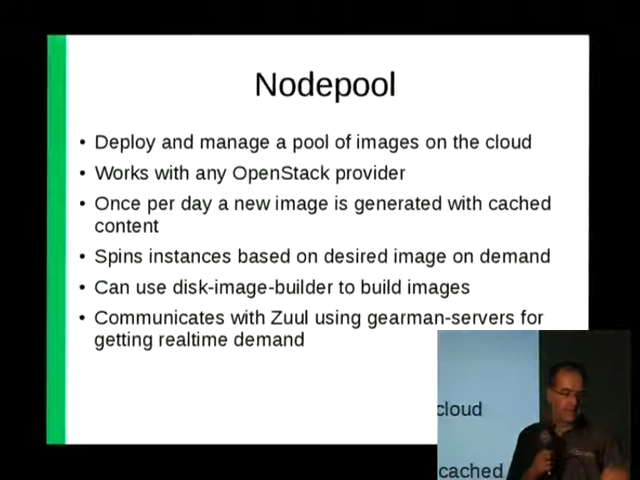 Nodepool
• Deploy and manage a pool of images on the cloud
• Works with any OpenStack provider
• Once per day a new image is generated with cached
content
• Spins instances based on desired image on demand
• Can use disk-image-builder to build images
• Communicates with Zuul using gearman-servers for
getting realtime demand
cloud
cached